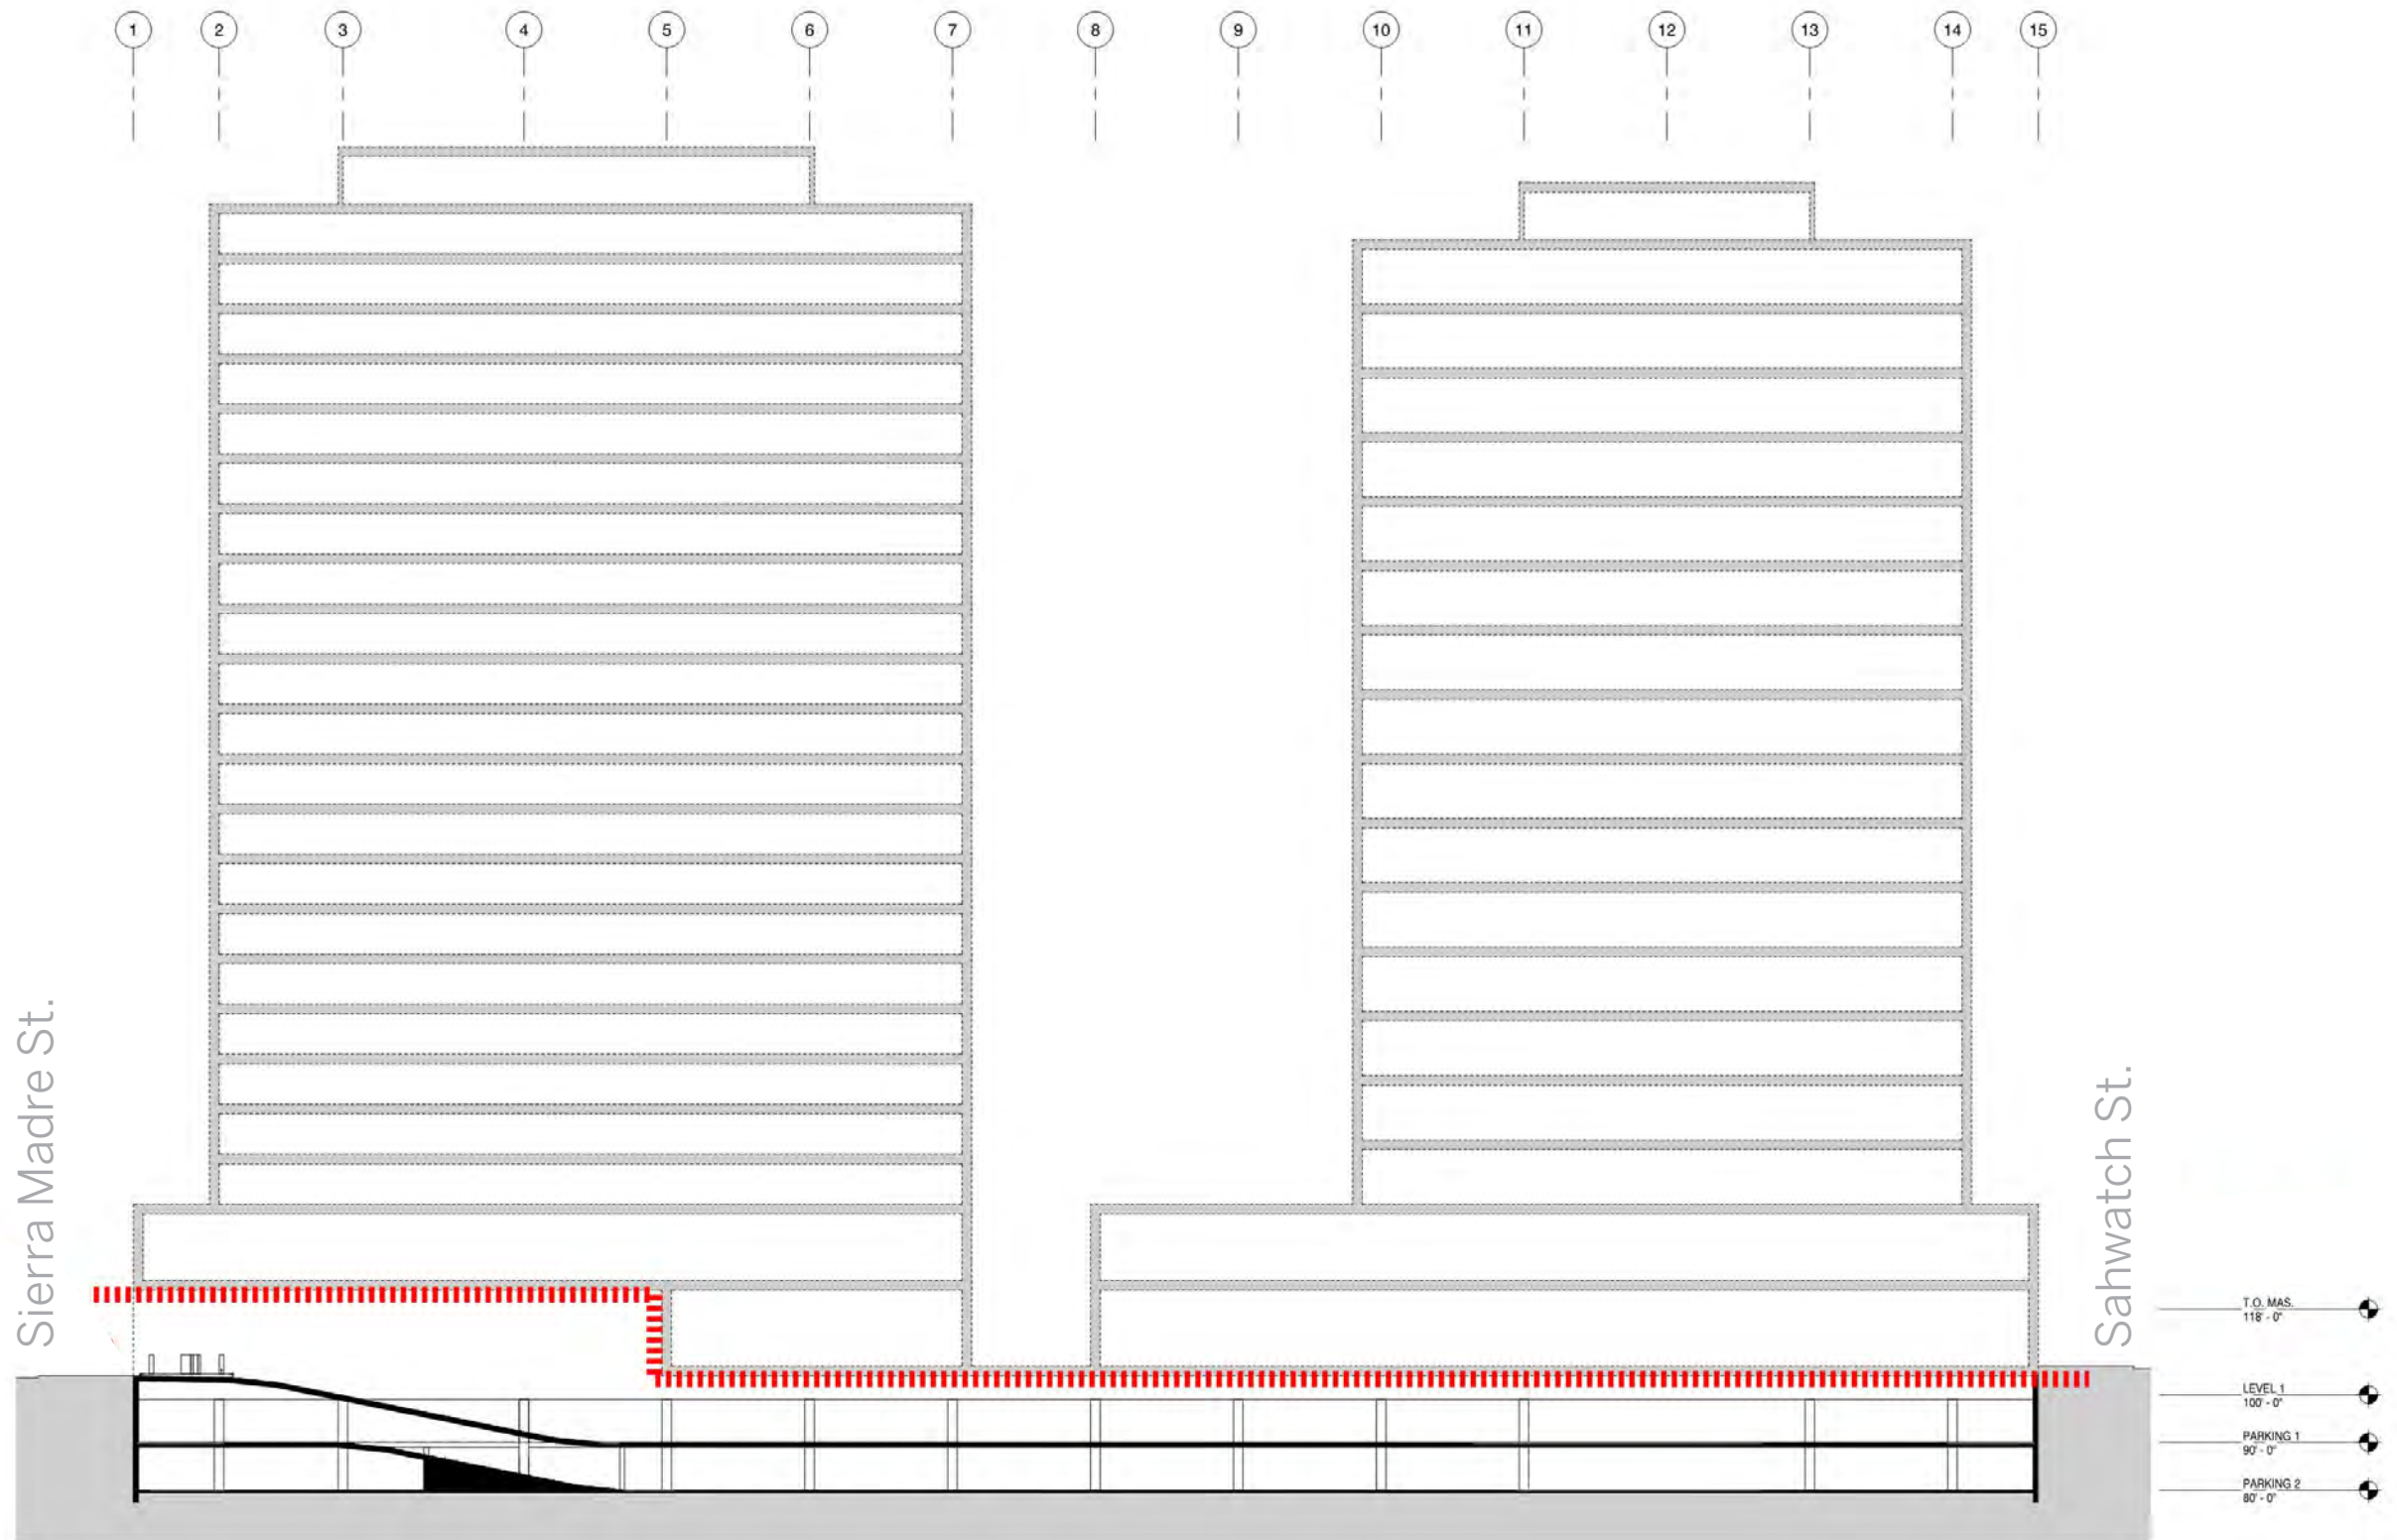 1 2 3 4 5 6 7 8 9 10 11 12 13 14 15
Sierra Madre St.
Sahwatch St.
T.O. MAS.
118' - 0"
LEVEL 1
100' - 0"
PARKING 1
90' - 0"
PARKING 2
80' - 0"